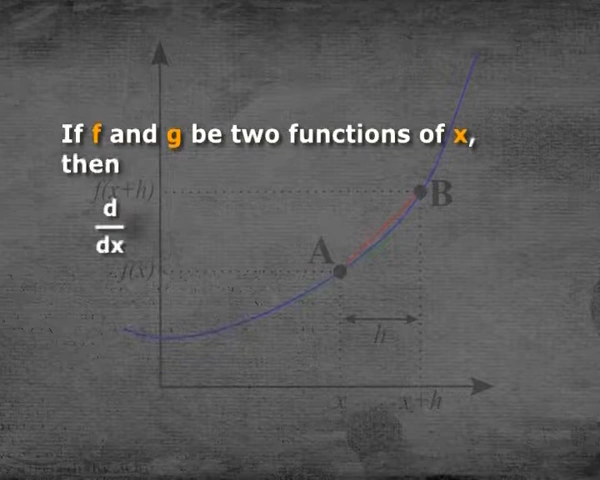 If f and g be two functions of x,
then
f(x+h)
d
dx
B
A
f(x)
h
x
x+h